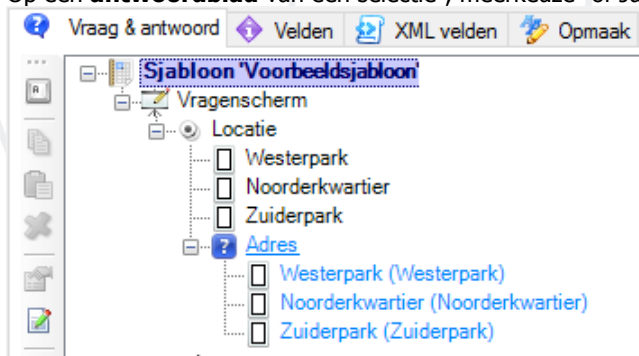 Vraag & antwoord Velden XML velden Opmaak
Sjabloon 'Voorbeeldsjabloon'
Vragenscherm
Locatie
Westerpark
Noorderkwartier
Zuiderpark
Adres
Westerpark (Westerpark)
Noorderkwartier (Noorderkwartier)
Zuiderpark (Zuiderpark)